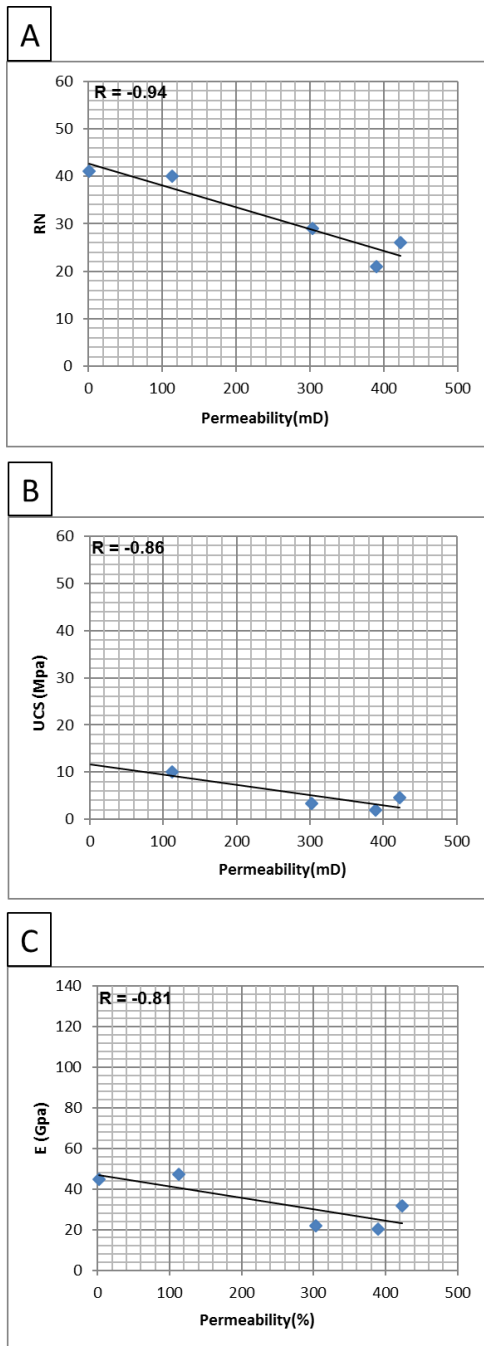 A
R = -0.94
60
50
40
30
20
10
0
RN
0 100 200 300 400 500
Permeability(mD)
B
R = -0.86
60
50
40
30
20
10
0
UCS (Mpa)
0 100 200 300 400 500
Permeability(mD)
C
R = -0.81
140
120
100
80
60
40
20
0
E (Gpa)
0 100 200 300 400 500
Permeability(%)